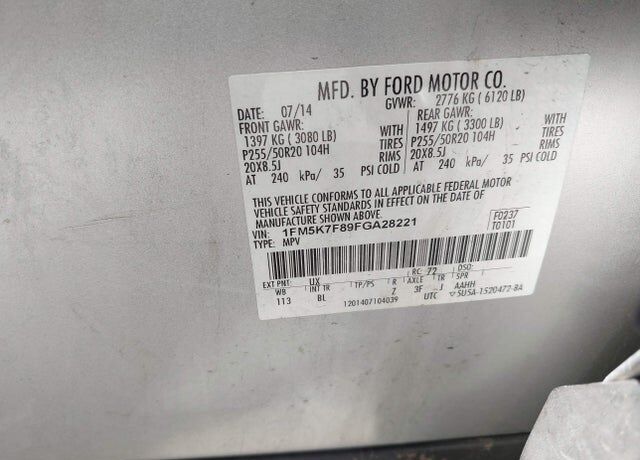 MFD. BY FORD MOTOR CO.
DATE: 07/14 GVWR: 2776 KG ( 6120 LB)
FRONT GAWR: REAR GAWR:
1397 KG ( 3080 LB) WITH 1497 KG ( 3300 LB) WITH
P255/50R20 104H TIRES P255/50R20 104H TIRES
20X8.5J RIMS 20X8.5J RIMS
AT 240 kPa/ 35 PSI COLD AT 240 kPa/ 35 PSI COLD
THIS VEHICLE CONFORMS TO ALL APPLICABLE FEDERAL MOTOR
VEHICLE SAFETY STANDARDS IN EFFECT ON THE DATE OF
MANUFACTURE SHOWN ABOVE.
VIN: 1FM5K7F89FGA28221 F0237
TYPE: MPV T0101
EXT PNT: UX RC: 72 DSO:
WB INT TR TP/PS R AXLE TR SPR
113 BL Z 3F J AAHH
1201407104039 UTC ▽ 5U5A-1520472-BA